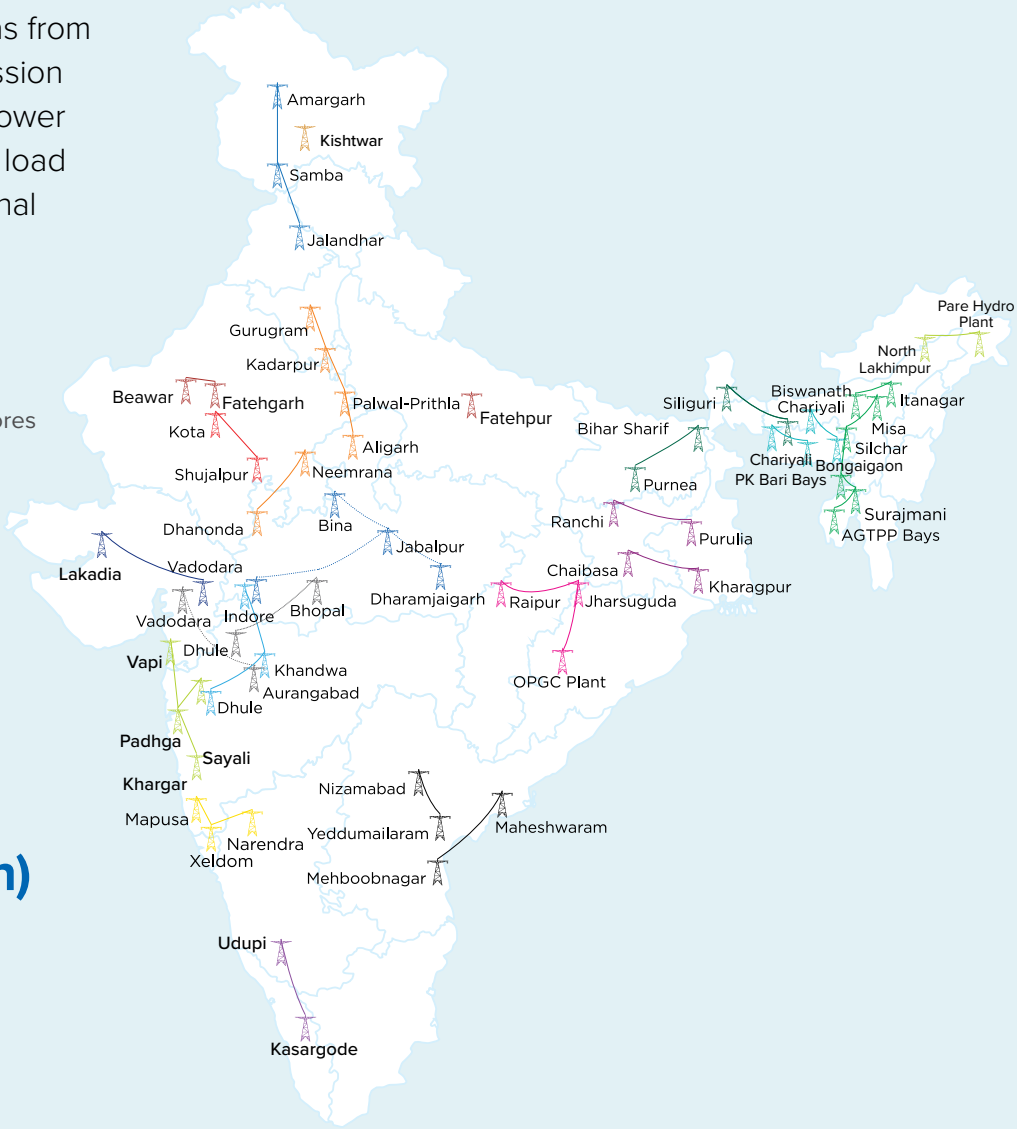 ns from
ssion
ower
load
nal
ores
n)
Amargarh
Kishtwar
Samba
Jalandhar
Gurugram
Kadarpur
Beawar
Fatehgarh
Palwal-Prithla
Fatehpur
Kota
Aligarh
Shujalpur
Neemrana
Dhanonda
Bina
Jabalpur
Lakadia
Vadodara
Indore
Bhopal
Dharamjaigarh
Vadodara
Dhule
Khandwa
Aurangabad
Dhule
Vapi
Padhga
Sayali
Khargar
Mapusa
Narendra
Xeldom
Nizamabad
Yeddumailaram
Maheshwaram
Mehboobnagar
Udupi
Kasargode
Raipur
Jharsuguda
OPGC Plant
Ranchi
Purulia
Chaibasa
Kharagpur
Bihar Sharif
Purnea
Siliguri
Pare Hydro
Plant
North
Lakhimpur
Biswanath
Chariyali
Itanagar
Misa
Silchar
Chariyali
Bongaigaon
PK Bari Bays
Surajmani
AGTPP Bays